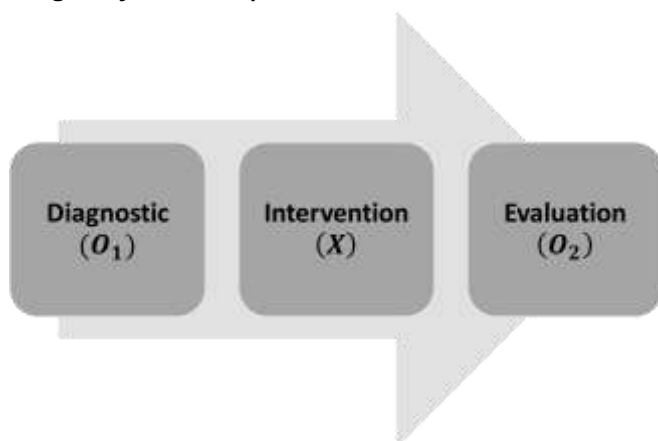 Diagnostic
(O₁)
Intervention
(X)
Evaluation
(O₂)